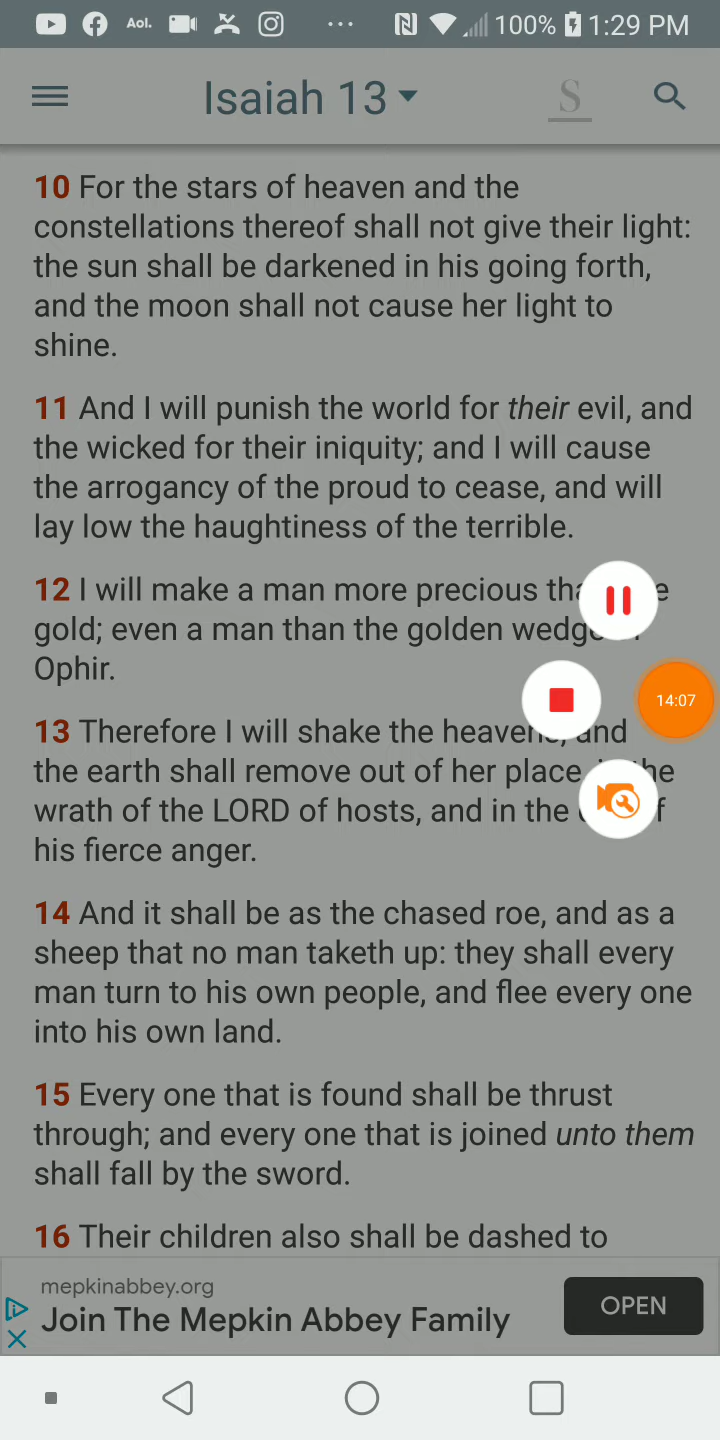 Aol. ... 100% 1:29 PM
Isaiah 13 S
10 For the stars of heaven and the
constellations thereof shall not give their light:
the sun shall be darkened in his going forth,
and the moon shall not cause her light to
shine.
11 And I will punish the world for their evil, and
the wicked for their iniquity; and I will cause
the arrogancy of the proud to cease, and will
lay low the haughtiness of the terrible.
12 I will make a man more precious
gold; even a man than the golden
Ophir.
13 Therefore I will shake the and
the earth shall remove out of her place
wrath of the LORD of hosts, and in the
his fierce anger.
14:07
14 And it shall be as the chased roe, and as a
sheep that no man taketh up: they shall every
man turn to his own people, and flee every one
into his own land.
15 Every one that is found shall be thrust
through; and every one that is joined unto them
shall fall by the sword.
16 Their children also shall be dashed to
mepkinabbey.org
Join The Mepkin Abbey Family
OPEN